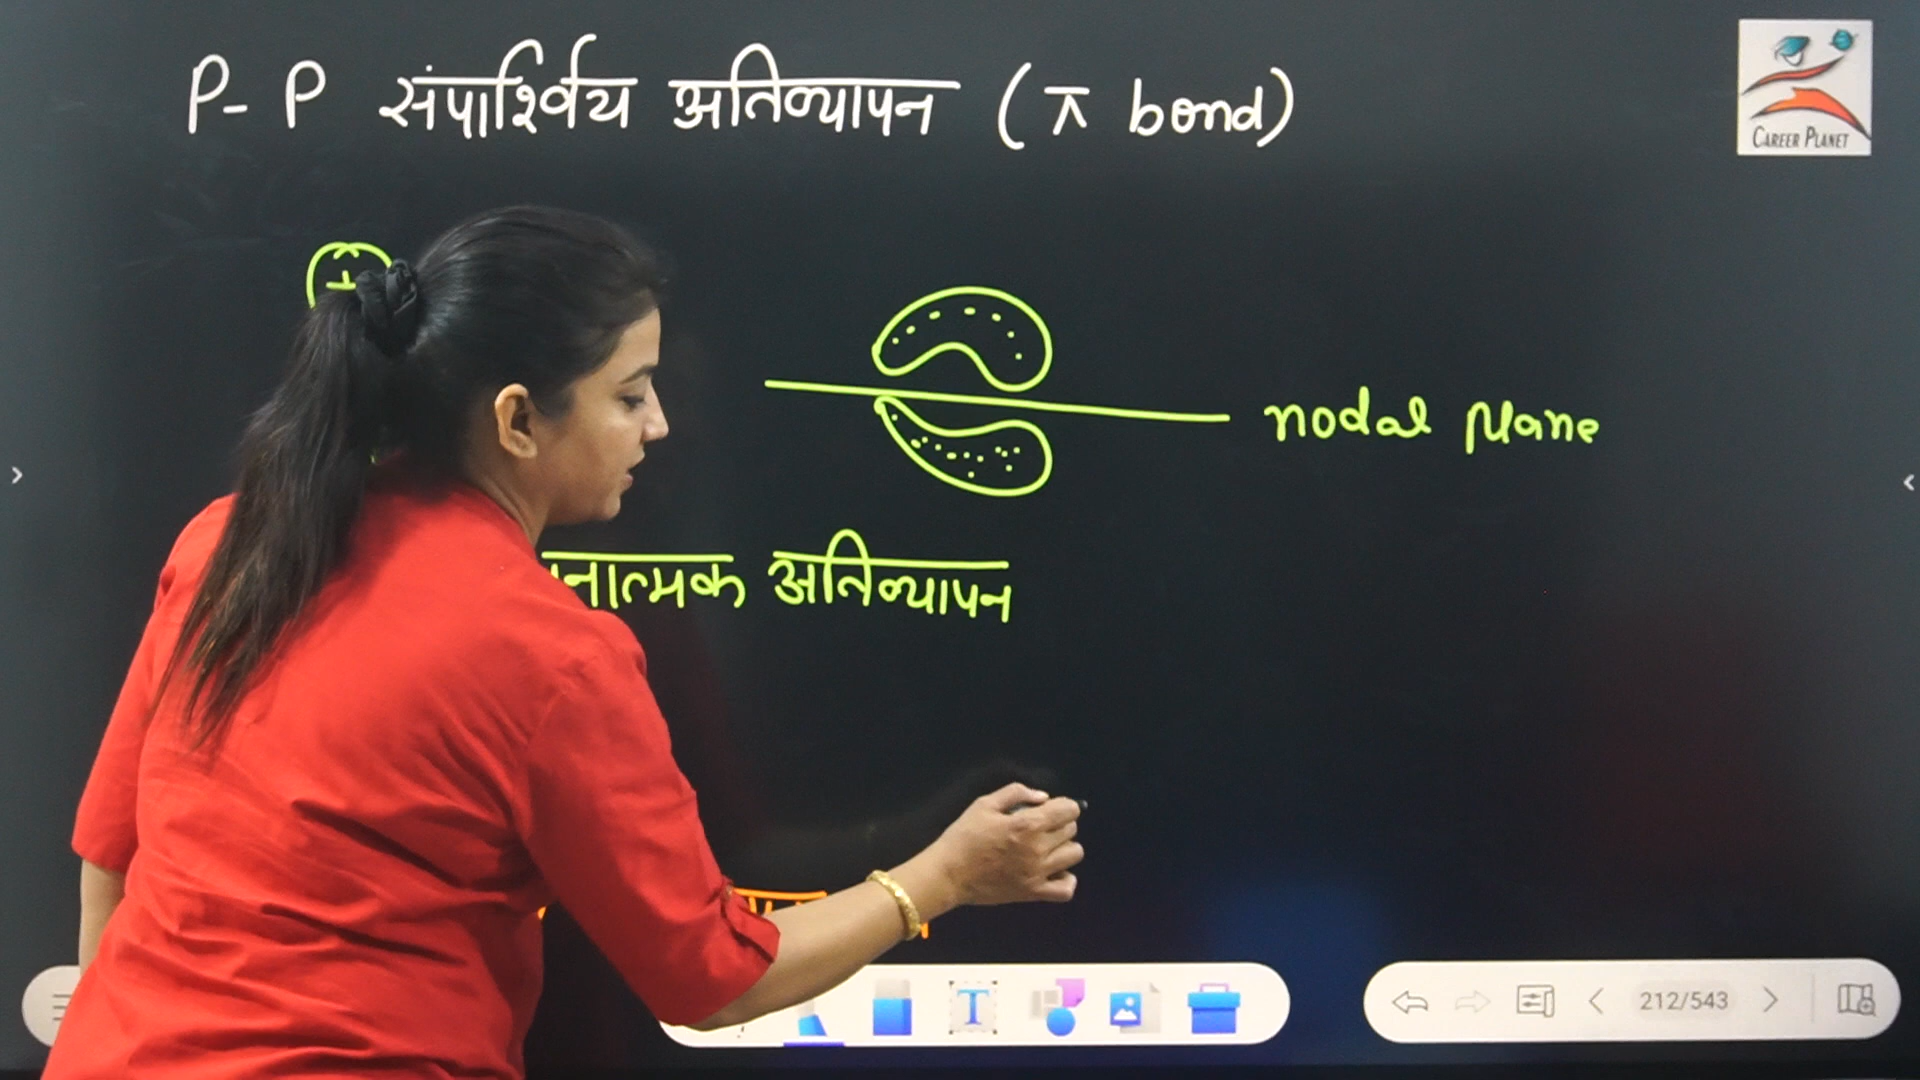 P-P संपार्श्विय अतिव्यापन (π bond)
CAREER PLANET
+
nodal plane
नात्मक अतिव्यापन
T
212/543